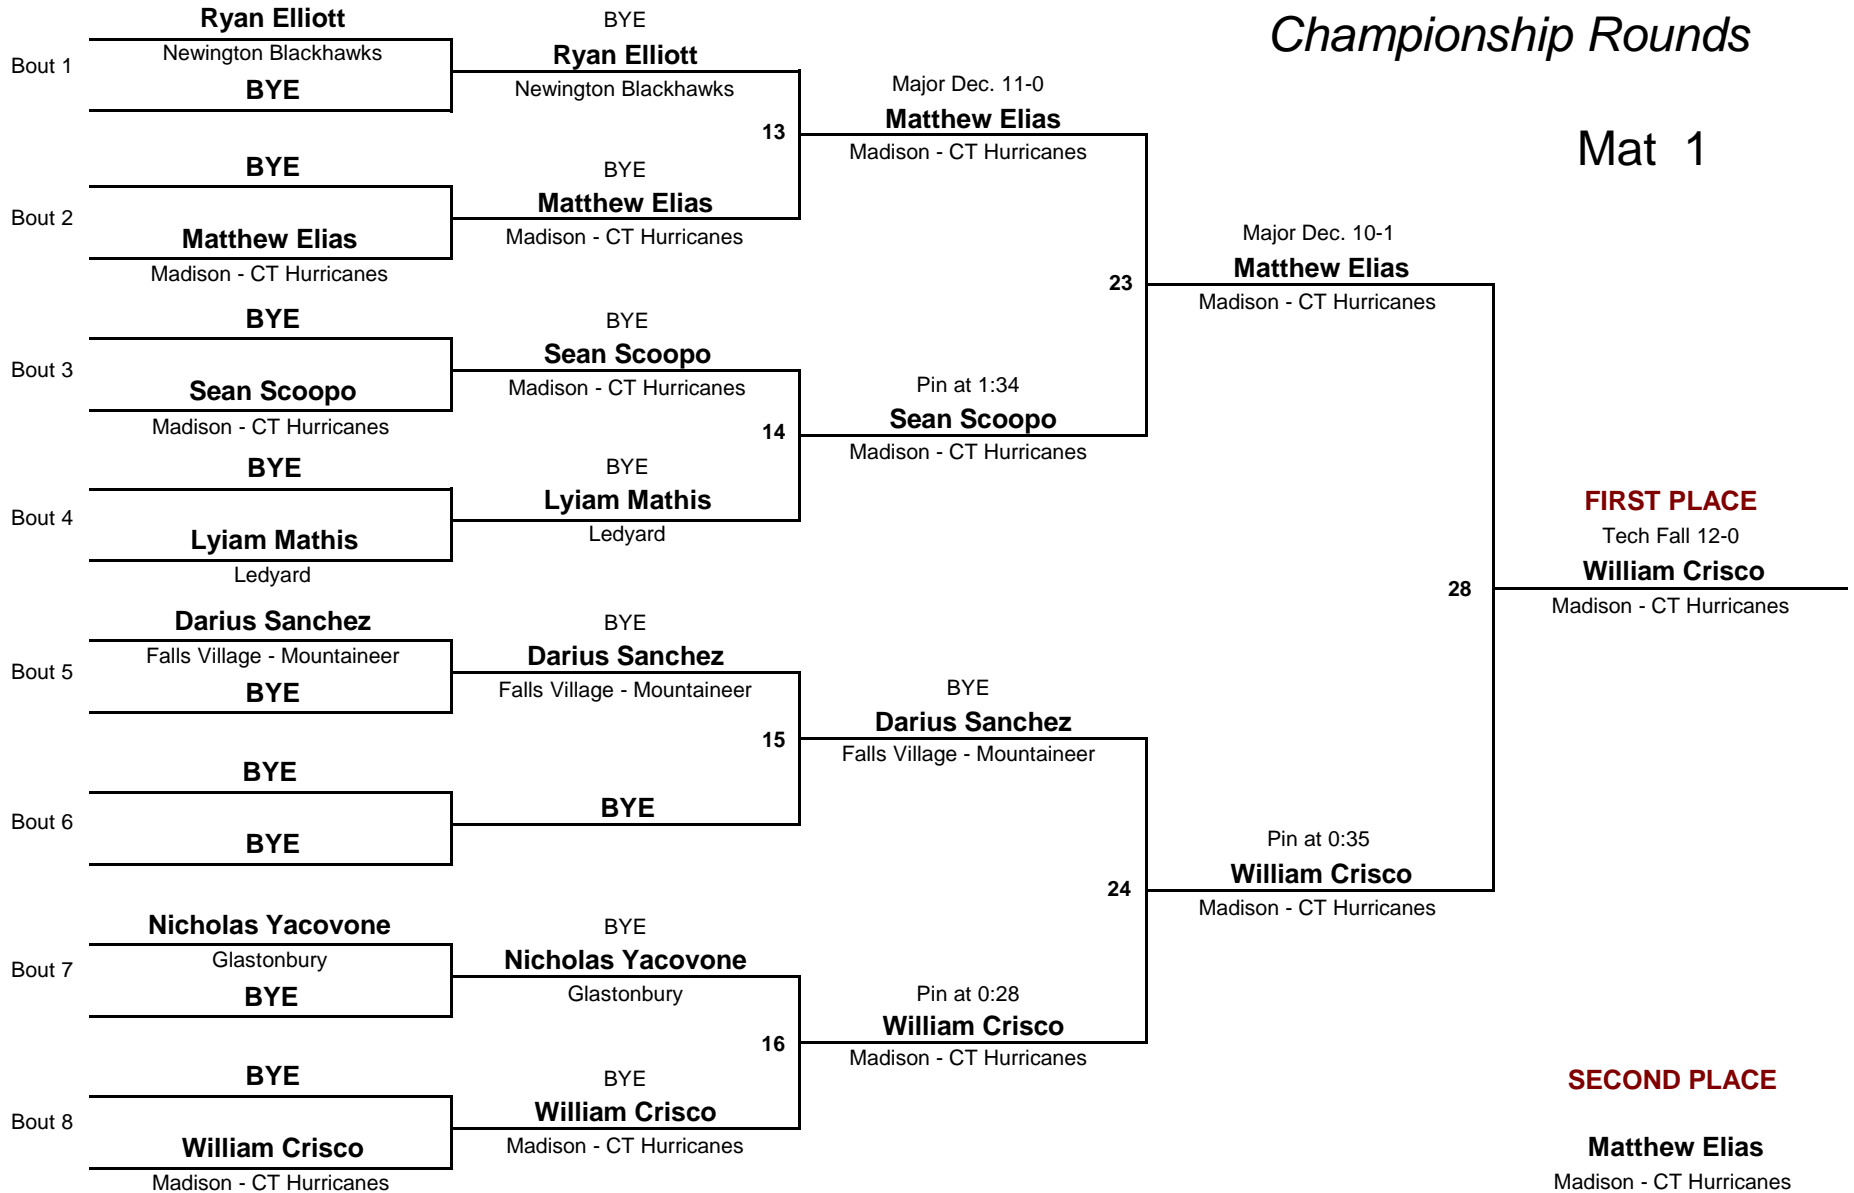 Championship Rounds
Mat 1
Bout 1
Ryan Elliott
Newington Blackhawks
BYE
Bout 2
BYE
Matthew Elias
Madison - CT Hurricanes
Bout 3
BYE
Sean Scoopo
Madison - CT Hurricanes
Bout 4
BYE
Lyiam Mathis
Ledyard
Bout 5
Darius Sanchez
Falls Village - Mountaineer
BYE
Bout 6
BYE
BYE
Bout 7
Nicholas Yacovone
Glastonbury
BYE
Bout 8
BYE
William Crisco
Madison - CT Hurricanes
BYE
Ryan Elliott
Newington Blackhawks
13
BYE
Matthew Elias
Madison - CT Hurricanes
BYE
Sean Scoopo
Madison - CT Hurricanes
14
BYE
Lyiam Mathis
Ledyard
BYE
Darius Sanchez
Falls Village - Mountaineer
15
BYE
BYE
Nicholas Yacovone
Glastonbury
16
BYE
William Crisco
Madison - CT Hurricanes
Major Dec. 11-0
Matthew Elias
Madison - CT Hurricanes
23
Pin at 1:34
Sean Scoopo
Madison - CT Hurricanes
BYE
Darius Sanchez
Falls Village - Mountaineer
24
Pin at 0:28
William Crisco
Madison - CT Hurricanes
Major Dec. 10-1
Matthew Elias
Madison - CT Hurricanes
28
Pin at 0:35
William Crisco
Madison - CT Hurricanes
FIRST PLACE
Tech Fall 12-0
William Crisco
Madison - CT Hurricanes
SECOND PLACE
Matthew Elias
Madison - CT Hurricanes